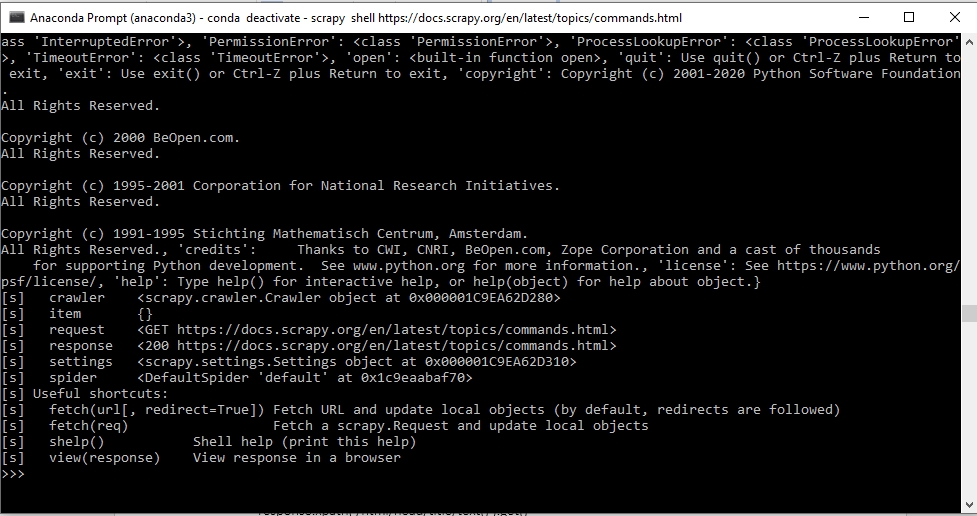 Anaconda Prompt (anaconda3) - conda  deactivate - scrapy  shell https://docs.scrapy.org/en/latest/topics/commands.html
ass 'InterruptedError'>, 'PermissionError': <class 'PermissionError'>, 'ProcessLookupError': <class 'ProcessLookupError'
>, 'TimeoutError': <class 'TimeoutError'>, 'open': <built-in function open>, 'quit': Use quit() or Ctrl-Z plus Return to
 exit, 'exit': Use exit() or Ctrl-Z plus Return to exit, 'copyright': Copyright (c) 2001-2020 Python Software Foundation
.
All Rights Reserved.
Copyright (c) 2000 BeOpen.com.
All Rights Reserved.
Copyright (c) 1995-2001 Corporation for National Research Initiatives.
All Rights Reserved.
Copyright (c) 1991-1995 Stichting Mathematisch Centrum, Amsterdam.
All Rights Reserved., 'credits':     Thanks to CWI, CNRI, BeOpen.com, Zope Corporation and a cast of thousands
    for supporting Python development.  See www.python.org for more information., 'license': See https://www.python.org/
psf/license/, 'help': Type help() for interactive help, or help(object) for help about object.}
[s]   crawler    <scrapy.crawler.Crawler object at 0x000001C9EA62D280>
[s]   item       {}
[s]   request    <GET https://docs.scrapy.org/en/latest/topics/commands.html>
[s]   response   <200 https://docs.scrapy.org/en/latest/topics/commands.html>
[s]   settings   <scrapy.settings.Settings object at 0x000001C9EA62D310>
[s]   spider     <DefaultSpider 'default' at 0x1c9eaabaf70>
[s] Useful shortcuts:
[s]   fetch(url[, redirect=True]) Fetch URL and update local objects (by default, redirects are followed)
[s]   fetch(req)                  Fetch a scrapy.Request and update local objects
[s]   shelp()           Shell help (print this help)
[s]   view(response)    View response in a browser
>>>